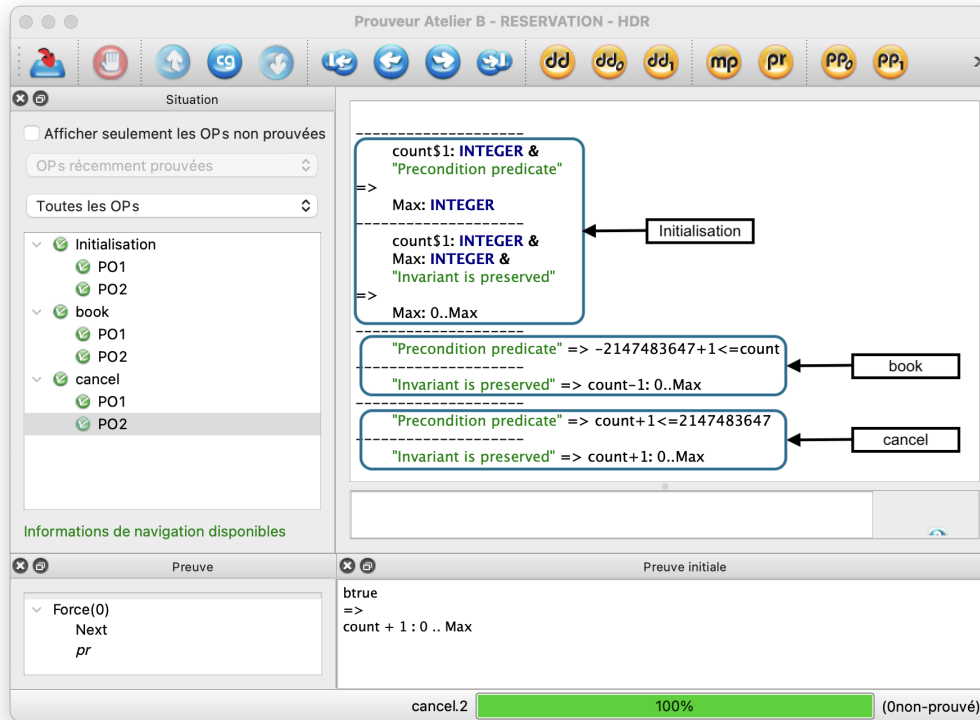 Prouveur Atelier B - RESERVATION - HDR
cg
dd
dd0
dd1
mp
pr
PP0
PP1
Situation
Afficher seulement les OPs non prouvées
OPs récemment prouvées
Toutes les OPs
Initialisation
PO1
PO2
book
PO1
PO2
cancel
PO1
PO2
Informations de navigation disponibles
--------------------
count$1: INTEGER &
"Precondition predicate"
=>
Max: INTEGER
--------------------
count$1: INTEGER &
Max: INTEGER &
"Invariant is preserved"
=>
Max: 0..Max
--------------------
"Precondition predicate" => -2147483647+1<=count
--------------------
"Invariant is preserved" => count-1: 0..Max
--------------------
"Precondition predicate" => count+1<=2147483647
--------------------
"Invariant is preserved" => count+1: 0..Max
Initialisation
book
cancel
Preuve
Force(0)
Next
pr
Preuve initiale
btrue
=>
count + 1 : 0 .. Max
cancel.2
100%
(0non-prouvé)